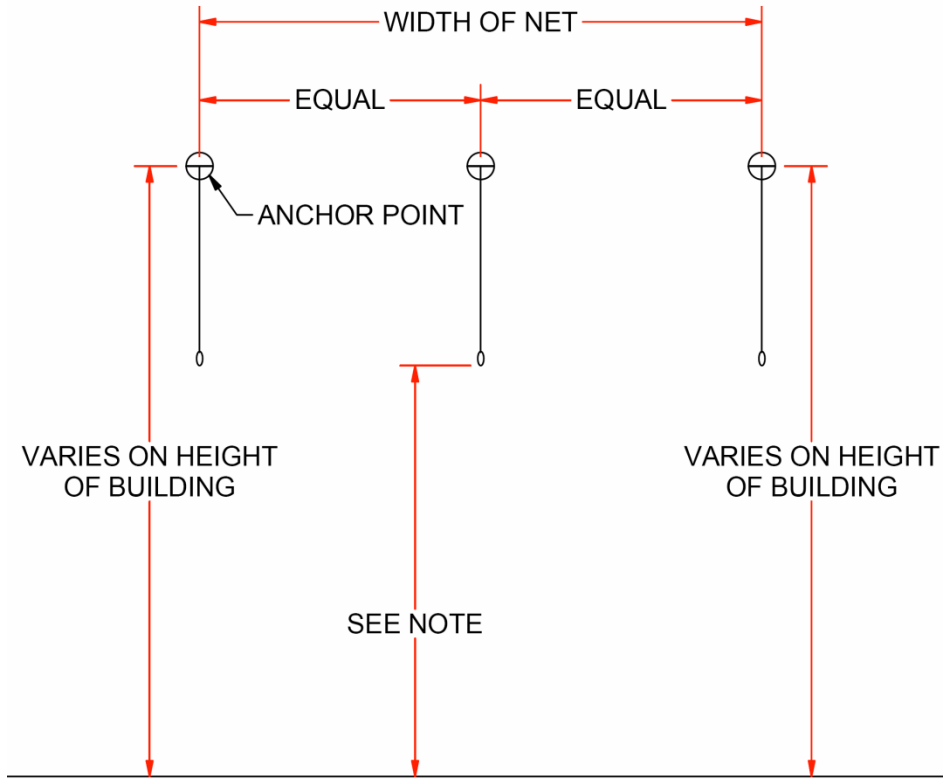 WIDTH OF NET
EQUAL
EQUAL
ANCHOR POINT
VARIES ON HEIGHT
OF BUILDING
VARIES ON HEIGHT
OF BUILDING
SEE NOTE